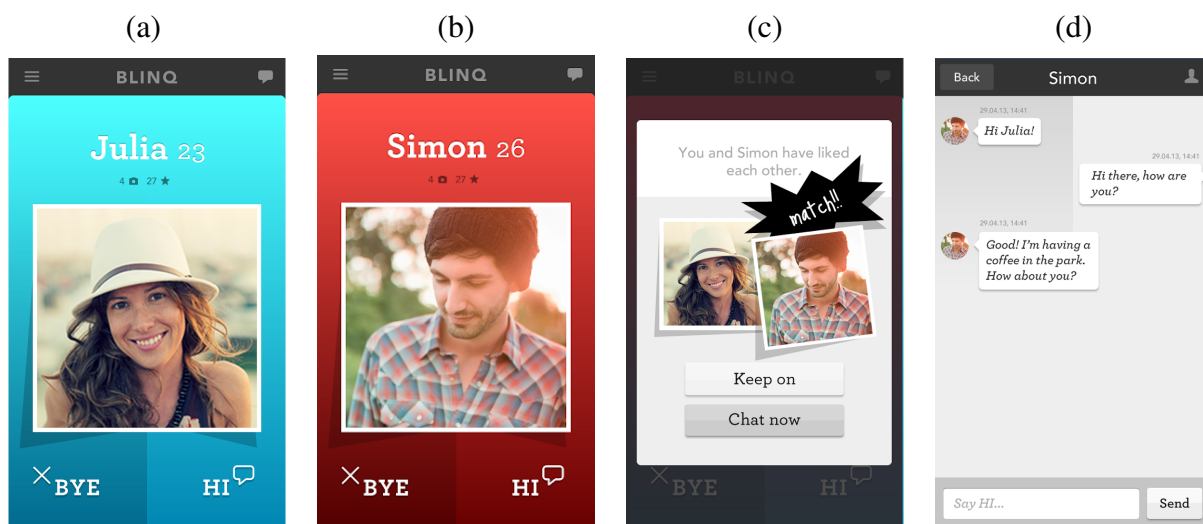 (a)
BLINQ
Julia 23
4 27
BYE
HI
(b)
BLINQ
Simon 26
4 27
BYE
HI
(c)
BLINQ
You and Simon have liked
each other.
match!!
Keep on
Chat now
BYE
HI
(d)
Back
Simon
29.04.13, 14:41
Hi Julia!
29.04.13, 14:41
Hi there, how are
you?
29.04.13, 14:41
Good! I'm having a
coffee in the park.
How about you?
Say HI...
Send